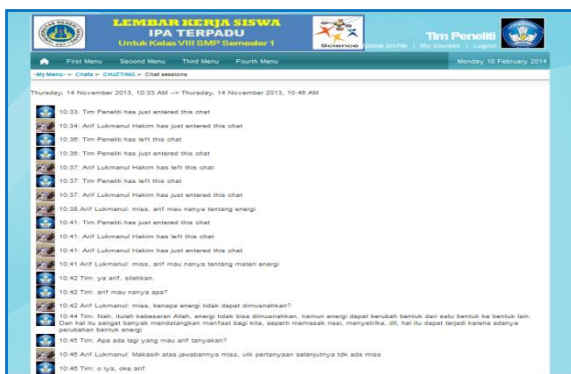 LEMBAR KERJA SISWA
IPA TERPADU
Untuk Kelas VIII SMP Semester 1
Science
Tim Peneliti
Update profile | My courses | Logout
First Menu Second Menu Third Menu Fourth Menu Monday 10 February 2014
-My Menu- > Chats > CHATTING > Chat sessions
Thursday, 14 November 2013, 10:33 AM --> Thursday, 14 November 2013, 10:46 AM
10:33: Tim Peneliti has just entered this chat
10:34: Arif Lukmanul Hakim has just entered this chat
10:36: Tim Peneliti has left this chat
10:36: Tim Peneliti has just entered this chat
10:37: Arif Lukmanul Hakim has left this chat
10:37: Tim Peneliti has left this chat
10:37: Arif Lukmanul Hakim has just entered this chat
10:38 Arif Lukmanul: miss, arif mau nanya tentang energi
10:41: Tim Peneliti has just entered this chat
10:41: Arif Lukmanul Hakim has left this chat
10:41: Arif Lukmanul Hakim has just entered this chat
10:41 Arif Lukmanul: miss, arif mau nanya tentang materi energi
10:42 Tim: ya arif, silahkan.
10:42 Tim: arif mau nanya apa?
10:42 Arif Lukmanul: miss, kenapa energi tidak dapat dimusnahkan?
10:44 Tim: Nah, itulah kebesaran Allah, energi tidak bisa dimusnahkan, namun energi dapat berubah bentuk dari satu bentuk ke bentuk lain.
Dan hal itu sangat banyak mendatangkan manfaat bagi kita, seperti memasak nasi, menyetrika, dll, hal itu dapat terjadi karena adanya
perubahan bentuk energi
10:45 Tim: Apa ada lagi yang mau arif tanyakan?
10:46 Arif Lukmanul: Makasih atas jawabannya miss, utk pertanyaan selanjutnya tdk ada miss
10:46 Tim: o iya, oke arif